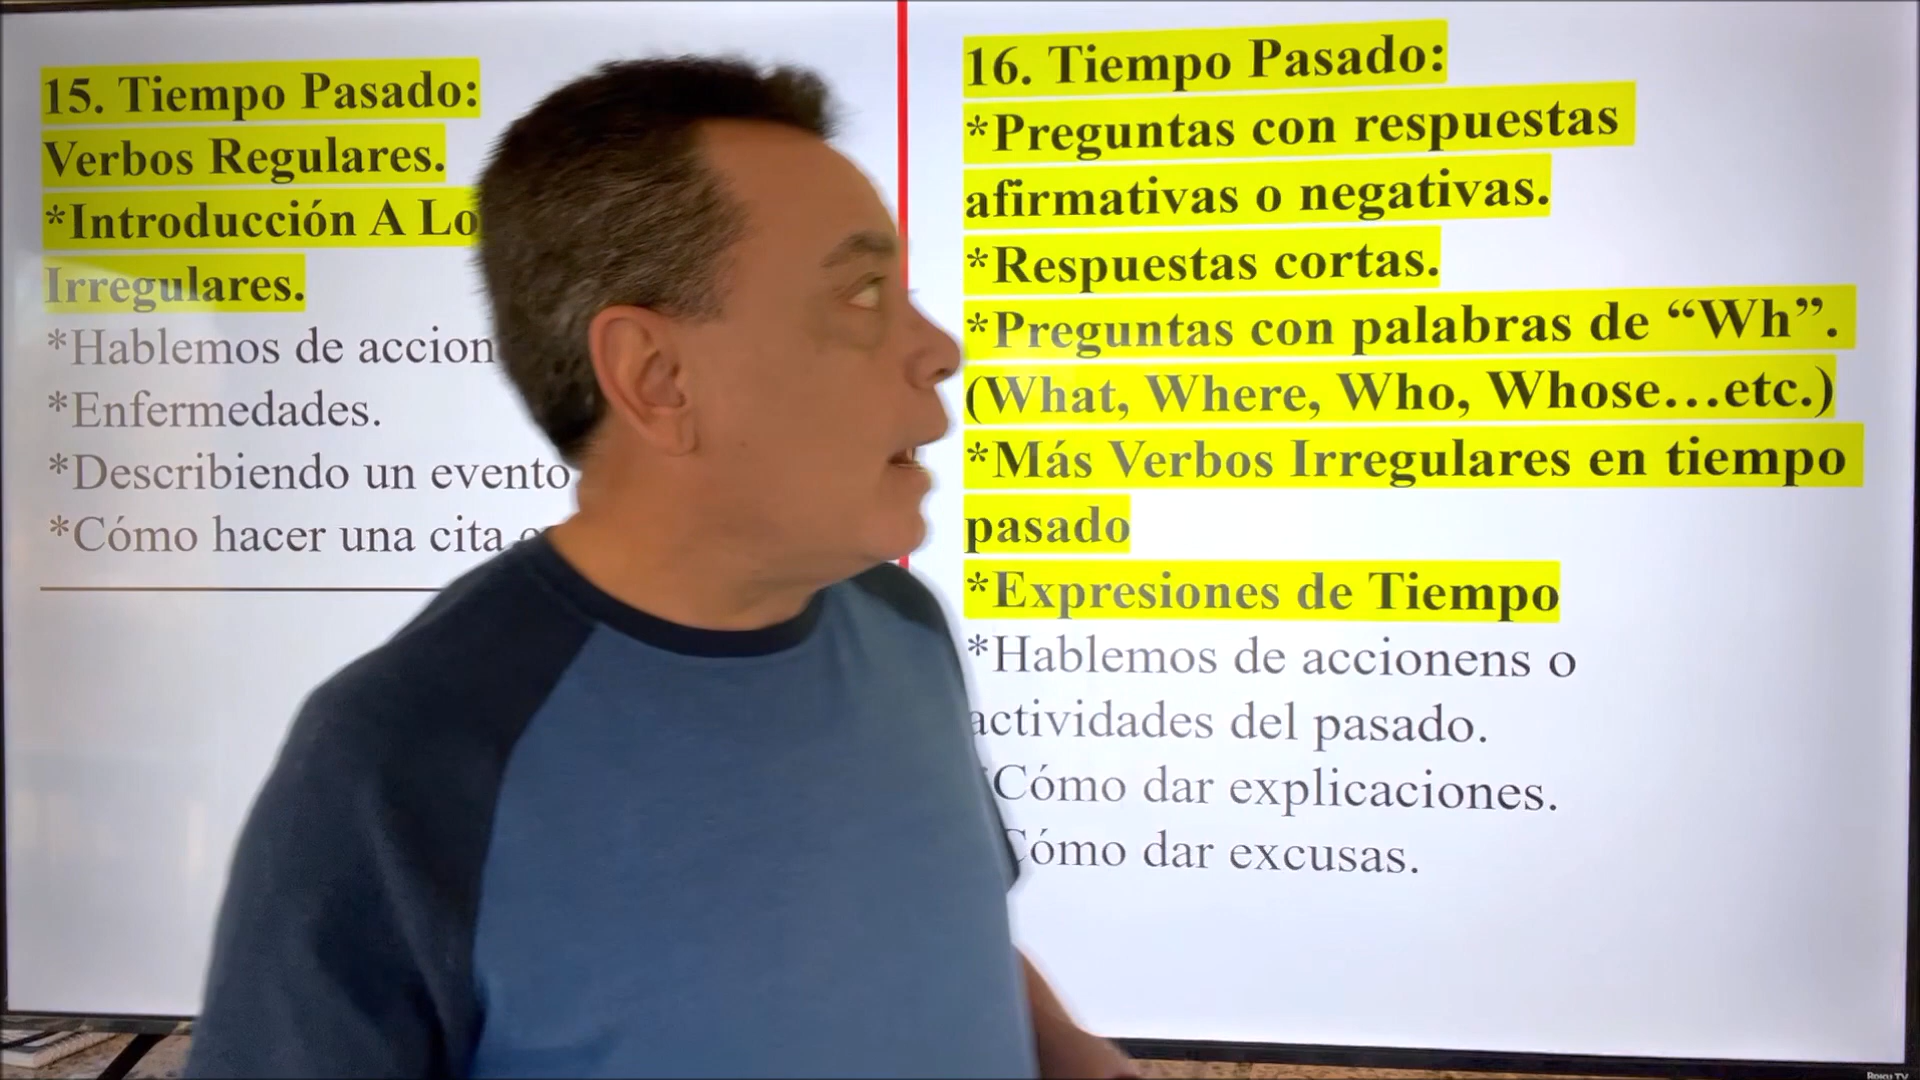 15. Tiempo Pasado:
Verbos Regulares.
*Introducción A Lo
Irregulares.
*Hablemos de accion
*Enfermedades.
*Describiendo un evento
*Cómo hacer una cita
16. Tiempo Pasado:
*Preguntas con respuestas
afirmativas o negativas.
*Respuestas cortas.
*Preguntas con palabras de “Wh”.
(What, Where, Who, Whose…etc.)
*Más Verbos Irregulares en tiempo
pasado
*Expresiones de Tiempo
*Hablemos de accionens o
actividades del pasado.
Cómo dar explicaciones.
Cómo dar excusas.
Roku TV